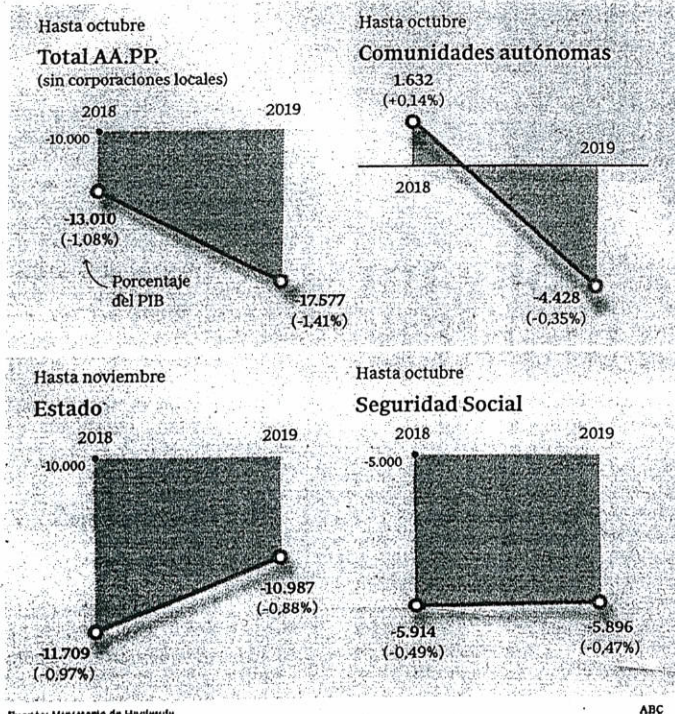 Hasta octubre
Total AA.PP.
(sin corporaciones locales)
2018
2019
-10.000
-13.010
(-1,08%)
Porcentaje
del PIB
-17.577
(-1,41%)
Hasta octubre
Comunidades autónomas
1.632
(+0,14%)
2019
2018
-4.428
(-0,35%)
Hasta noviembre
Estado
2018
2019
-10.000
-10.987
(-0,88%)
-11.709
(-0,97%)
Hasta octubre
Seguridad Social
2018
2019
-5.000
-5.914
(-0,49%)
-5.896
(-0,47%)
ABC